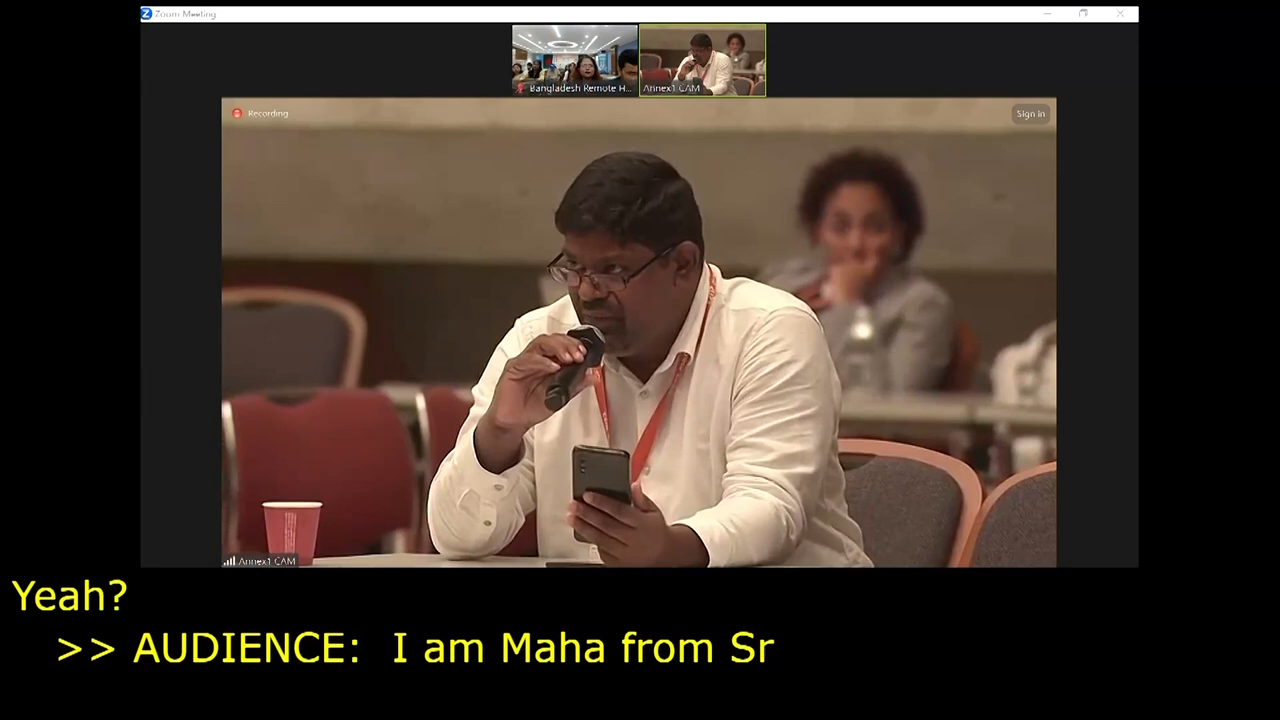 Zoom Meeting
Bangladesh Remote H...
Annex1 CAM
Recording
Sign in
Annex1 CAM
Yeah?
>> AUDIENCE: I am Maha from Sr